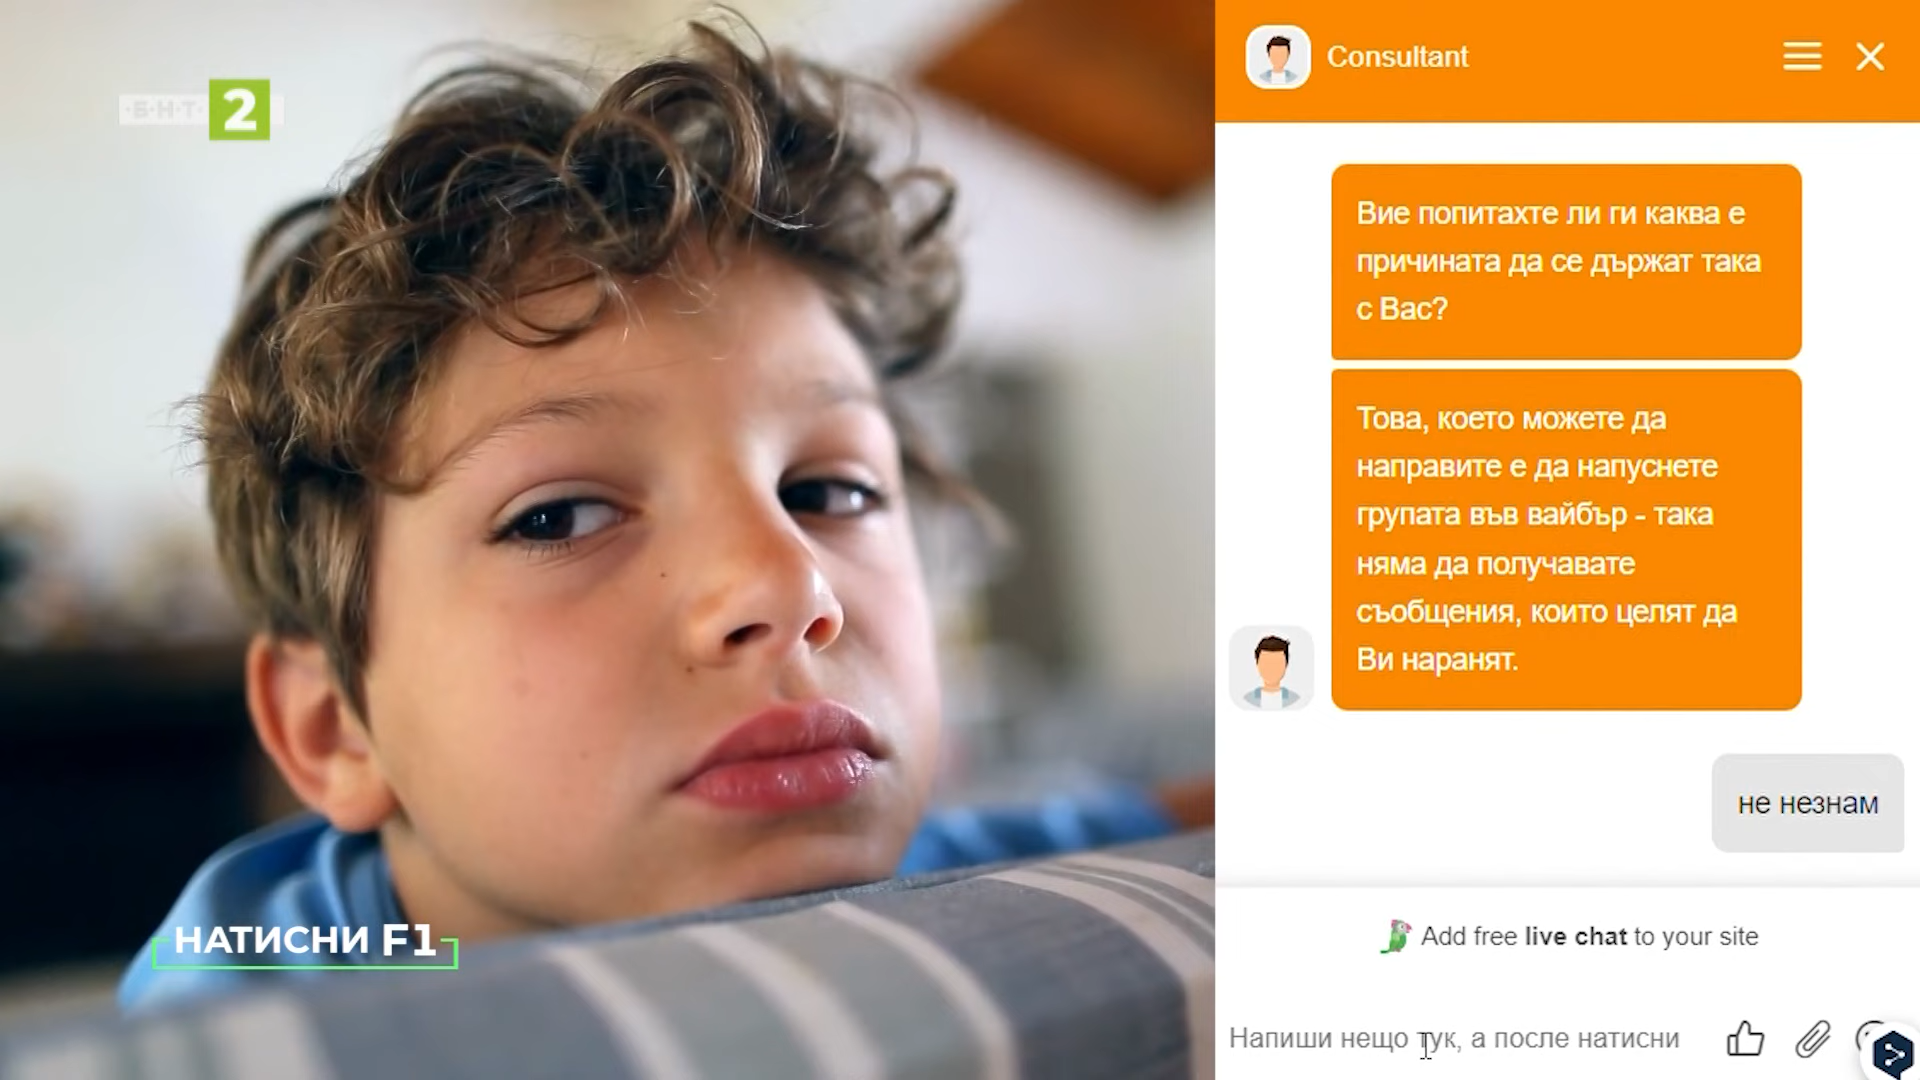 ·Б·Н·Т· 2
НАТИСНИ F1
Consultant
Вие попитахте ли ги каква е
причината да се държат така
с Вас?
Това, което можете да
направите е да напуснете
групата във вайбър - така
няма да получавате
съобщения, които целят да
Ви наранят.
не незнам
Add free live chat to your site
Напиши нещо тук, а после натисни